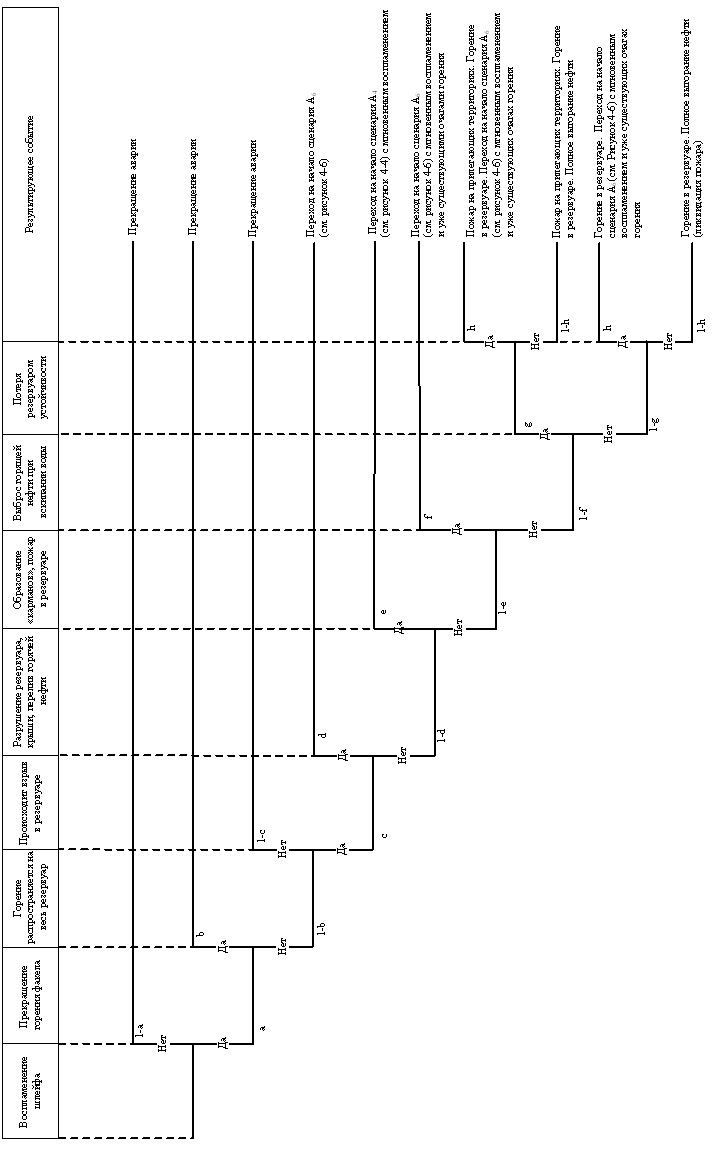 Воспламенение
шлейфа
Прекращение
горения факела
Горение
распространяется на
весь резервуар
Происходит взрыв
в резервуаре
Разрушение резервуара,
крыши, перелив горячей
нефти
Образование
«карманов», пожар
в резервуаре
Выброс горящей
нефти при
вскипании воды
Потеря
резервуаром
устойчивости
Результирующее событие
Прекращение аварии
Прекращение аварии
Прекращение аварии
Переход на начало сценария А₆
(см. рисунок 4-6)
Переход на начало сценария А₄
(см. рисунок 4-4) с мгновенным воспламенением
Переход на начало сценария А₆
(см. рисунок 4-6) с мгновенным воспламенением
и уже существующими очагами горения
Пожар на прилегающих территориях. Горение
в резервуаре. Переход на начало сценария А₆
(см. рисунок 4-6) с мгновенным воспламенением
и уже существующих очагах горения
Пожар на прилегающих территориях. Горение
в резервуаре. Полное выгорание нефти
Горение в резервуаре. Переход на начало
сценария А (см. Рисунок 4-6) с мгновенным
воспламенением и уже существующих очагах
горения
Горение в резервуаре. Полное выгорание нефти
(ликвидация пожара)
1-a
Нет
Да
a
b
Да
Нет
1-b
1-c
Нет
Да
c
d
Да
Нет
1-d
e
Да
Нет
1-e
f
Да
Нет
1-f
g
Да
Нет
1-g
h
Да
Нет
1-h
h
Да
Нет
1-h